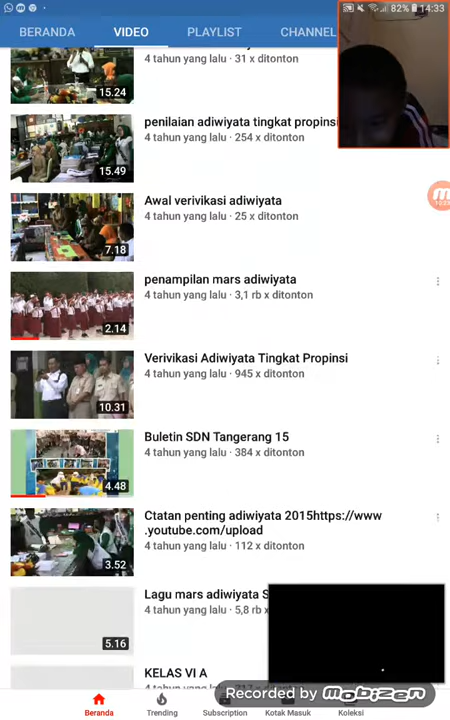 82% 14:33
BERANDA VIDEO PLAYLIST CHANNEL
4 tahun yang lalu · 31 x ditonton
15.24
penilaian adiwiyata tingkat propinsi
4 tahun yang lalu · 254 x ditonton
15.49
Awal verivikasi adiwiyata
4 tahun yang lalu · 25 x ditonton
7.18
penampilan mars adiwiyata
4 tahun yang lalu · 3,1 rb x ditonton
2.14
Verivikasi Adiwiyata Tingkat Propinsi
4 tahun yang lalu · 945 x ditonton
10.31
Buletin SDN Tangerang 15
4 tahun yang lalu · 384 x ditonton
4.48
Ctatan penting adiwiyata 2015https://www
.youtube.com/upload
4 tahun yang lalu · 112 x ditonton
3.52
Lagu mars adiwiyata S
4 tahun yang lalu · 5,8 rb x
5.16
KELAS VI A
Recorded by mobizen
Beranda Trending Subscription Kotak Masuk Koleksi